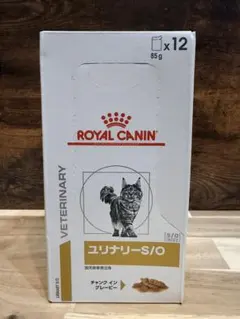 x 12
85g
ROYAL CANIN
VETERINARY
ユリナリーS/O
チャンク イン
グレービー